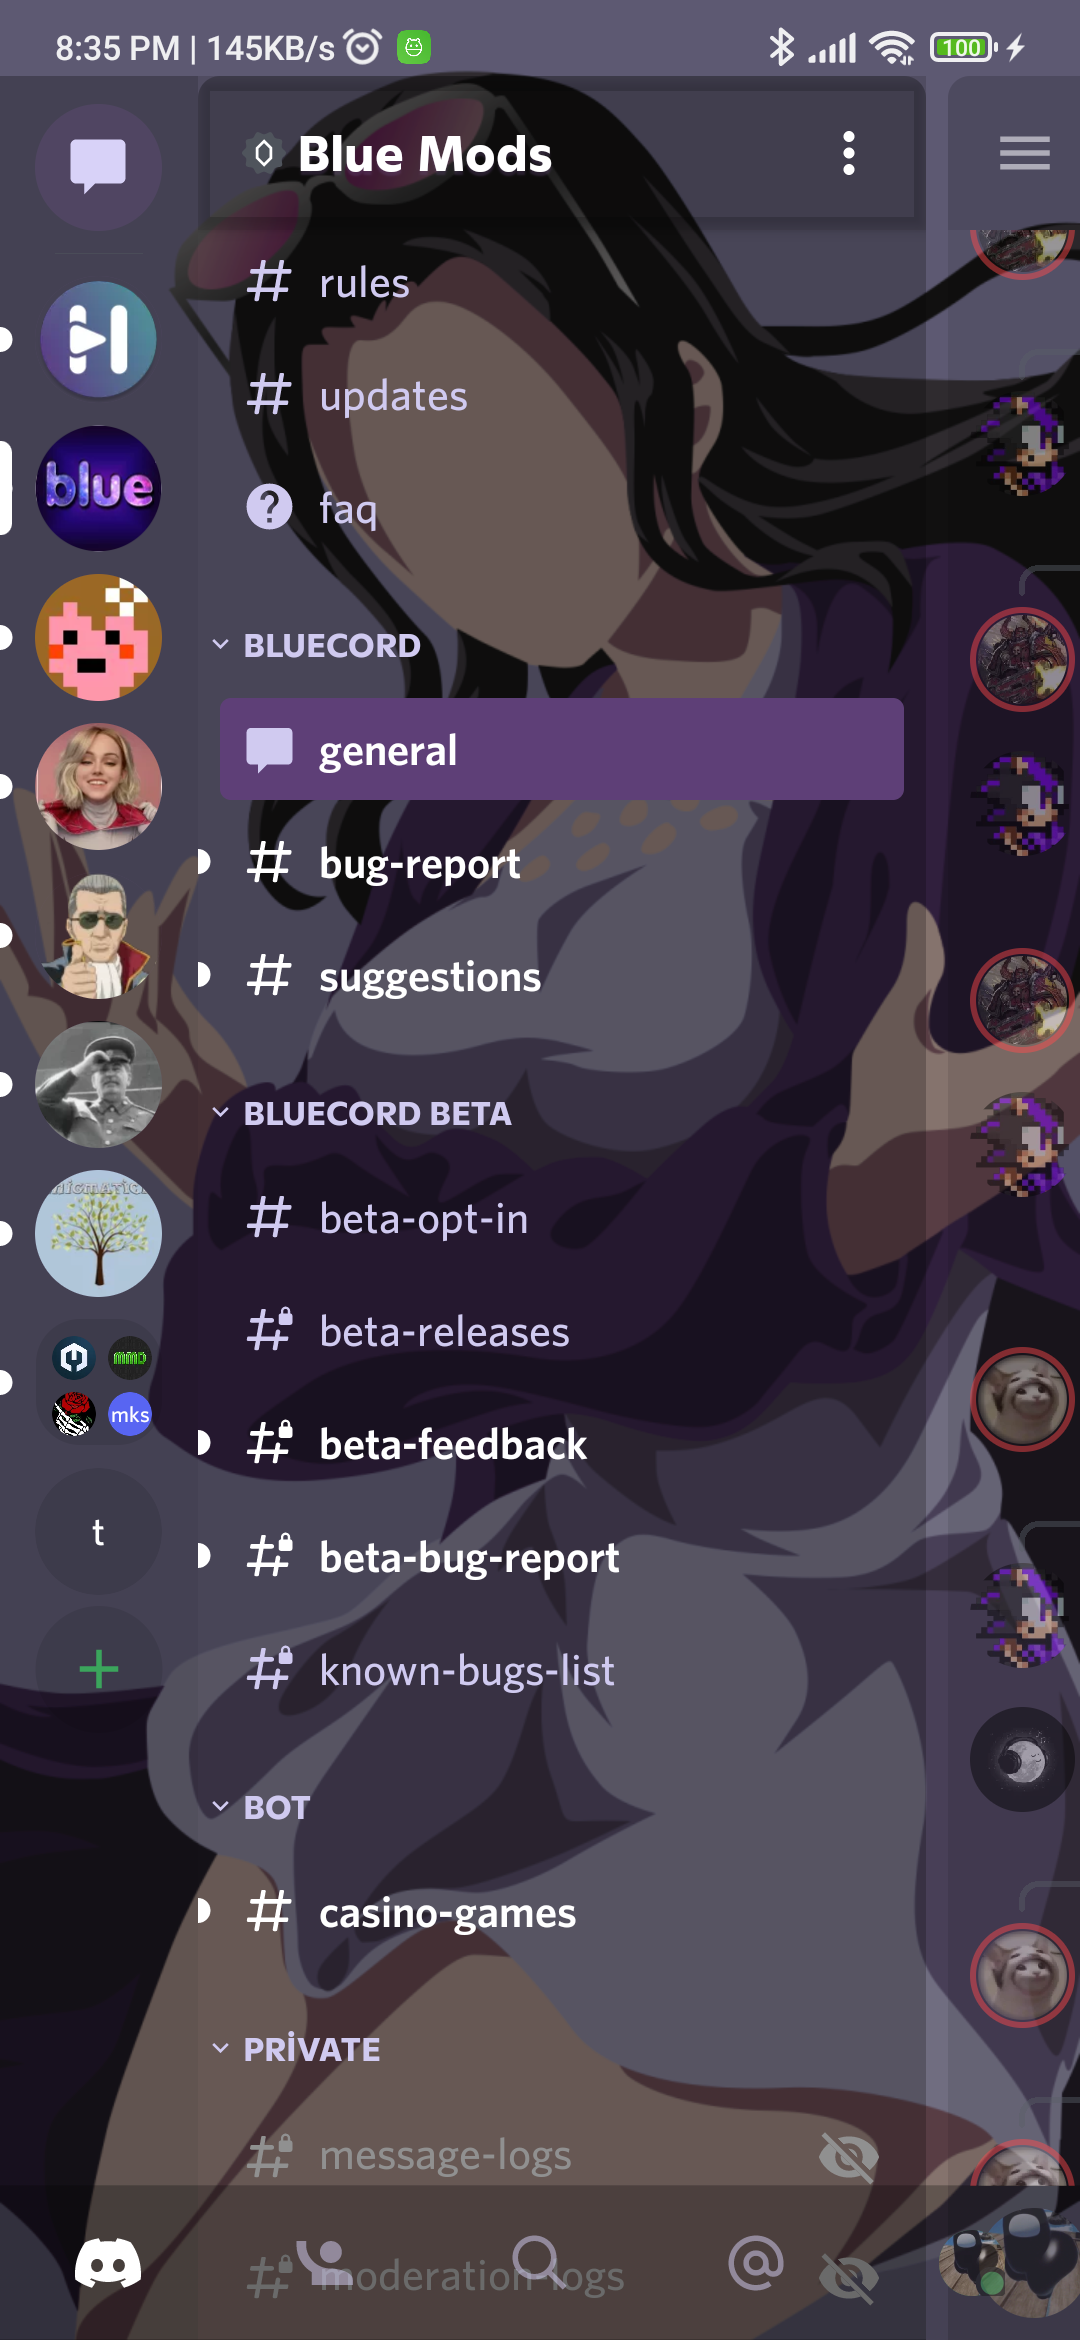 8:35 PM | 145KB/s
100
Blue Mods
rules
updates
faq
blue
BLUECORD
general
bug-report
suggestions
BLUECORD BETA
beta-opt-in
beta-releases
mmd
mks
beta-feedback
t
beta-bug-report
known-bugs-list
BOT
casino-games
PRİVATE
message-logs
moderation-logs